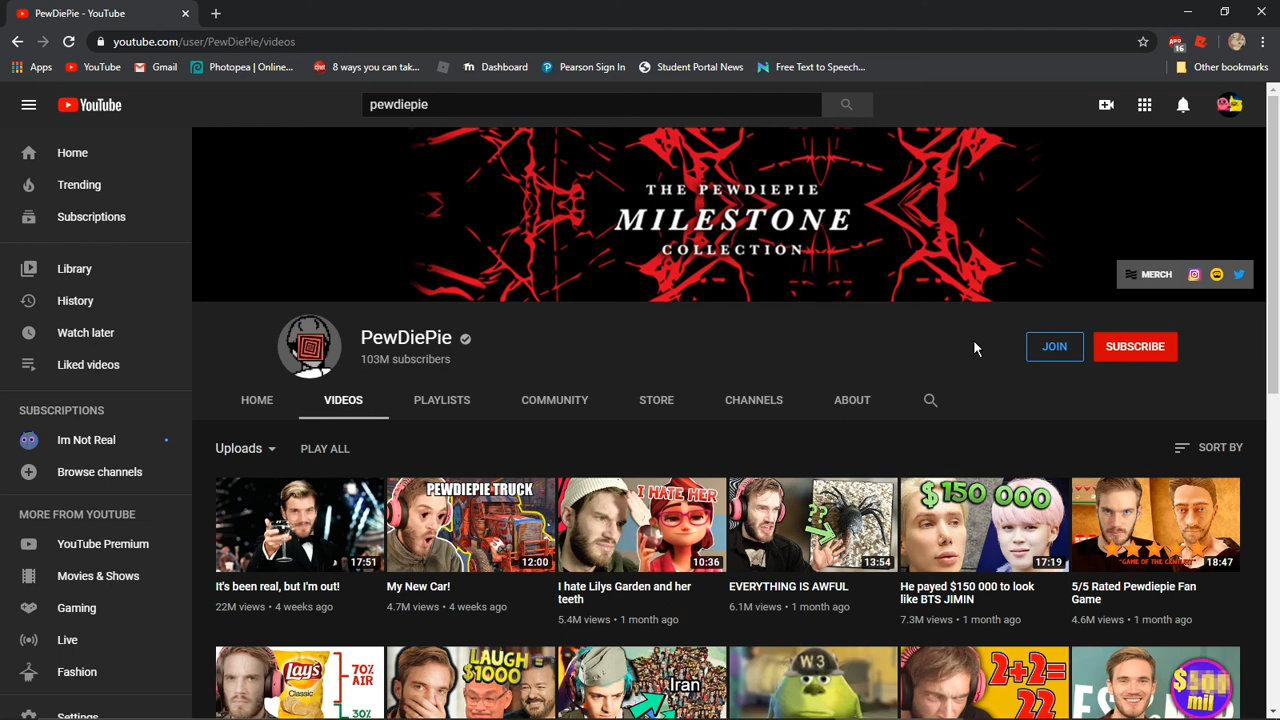 PewDiePie - YouTube
youtube.com/user/PewDiePie/videos
16
Apps YouTube Gmail Photopea | Online... 8 ways you can tak... Dashboard Pearson Sign In Student Portal News Free Text to Speech... Other bookmarks
YouTube
pewdiepie
Home
Trending
Subscriptions
Library
History
Watch later
Liked videos
SUBSCRIPTIONS
Im Not Real
Browse channels
MORE FROM YOUTUBE
YouTube Premium
Movies & Shows
Gaming
Live
Fashion
Settings
THE PEWDIEPIE
MILESTONE
COLLECTION
MERCH
PewDiePie
103M subscribers
JOIN SUBSCRIBE
HOME VIDEOS PLAYLISTS COMMUNITY STORE CHANNELS ABOUT
Uploads PLAY ALL SORT BY
17:51
It's been real, but I'm out!
22M views • 4 weeks ago
PEWDIEPIE TRUCK
12:00
My New Car!
4.7M views • 4 weeks ago
I HATE HER
10:36
I hate Lilys Garden and her
teeth
5.4M views • 1 month ago
??
13:54
EVERYTHING IS AWFUL
6.1M views • 1 month ago
$150 000
17:19
He payed $150 000 to look
like BTS JIMIN
7.3M views • 1 month ago
"GAME OF THE CENTURY"
18:47
5/5 Rated Pewdiepie Fan
Game
4.6M views • 1 month ago
Lay's
Classic
70%
AIR
30%
LAUGH
$1000
Iran
W3
2+2=
22
mil